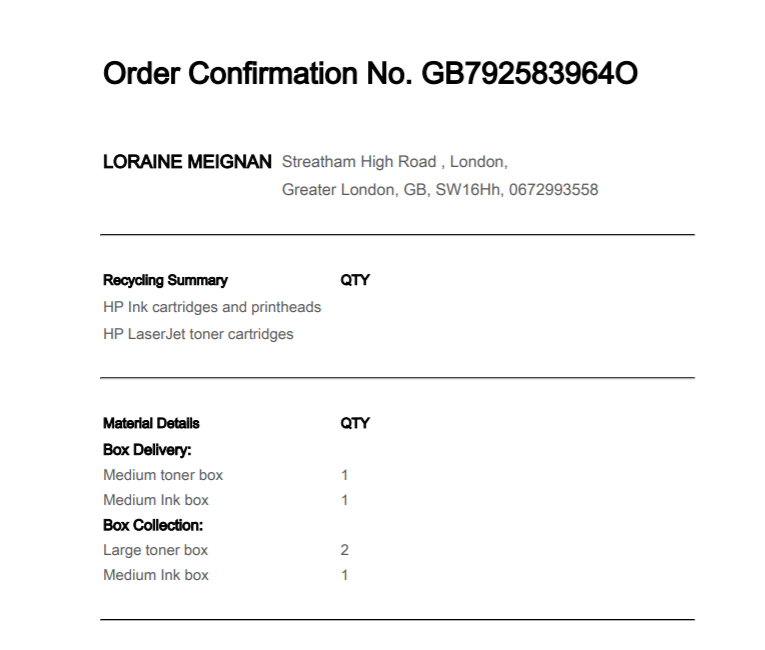 Order Confirmation No. GB792583964O
LORAINE MEIGNAN Streatham High Road , London,
Greater London, GB, SW16Hh, 0672993558
Recycling Summary QTY
HP Ink cartridges and printheads
HP LaserJet toner cartridges
Material Details QTY
Box Delivery:
Medium toner box 1
Medium Ink box 1
Box Collection:
Large toner box 2
Medium Ink box 1